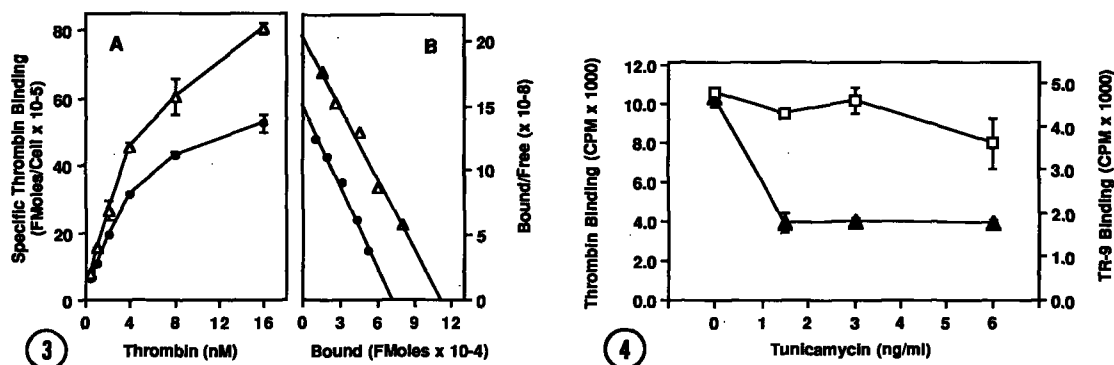 A
B
Specific Thrombin Binding
(FMoles/Cell x 10-5)
80
60
40
20
0
0 4 8 12 16
Thrombin (nM)
Bound/Free (x 10-8)
20
15
10
5
0
0 3 6 9 12
Bound (FMoles x 10-4)
3
Thrombin Binding (CPM x 1000)
12.0
10.0
8.0
6.0
4.0
2.0
0.0
0 1 2 3 4 5 6
Tunicamycin (ng/ml)
TR-9 Binding (CPM x 1000)
5.0
4.0
3.0
2.0
1.0
0.0
4